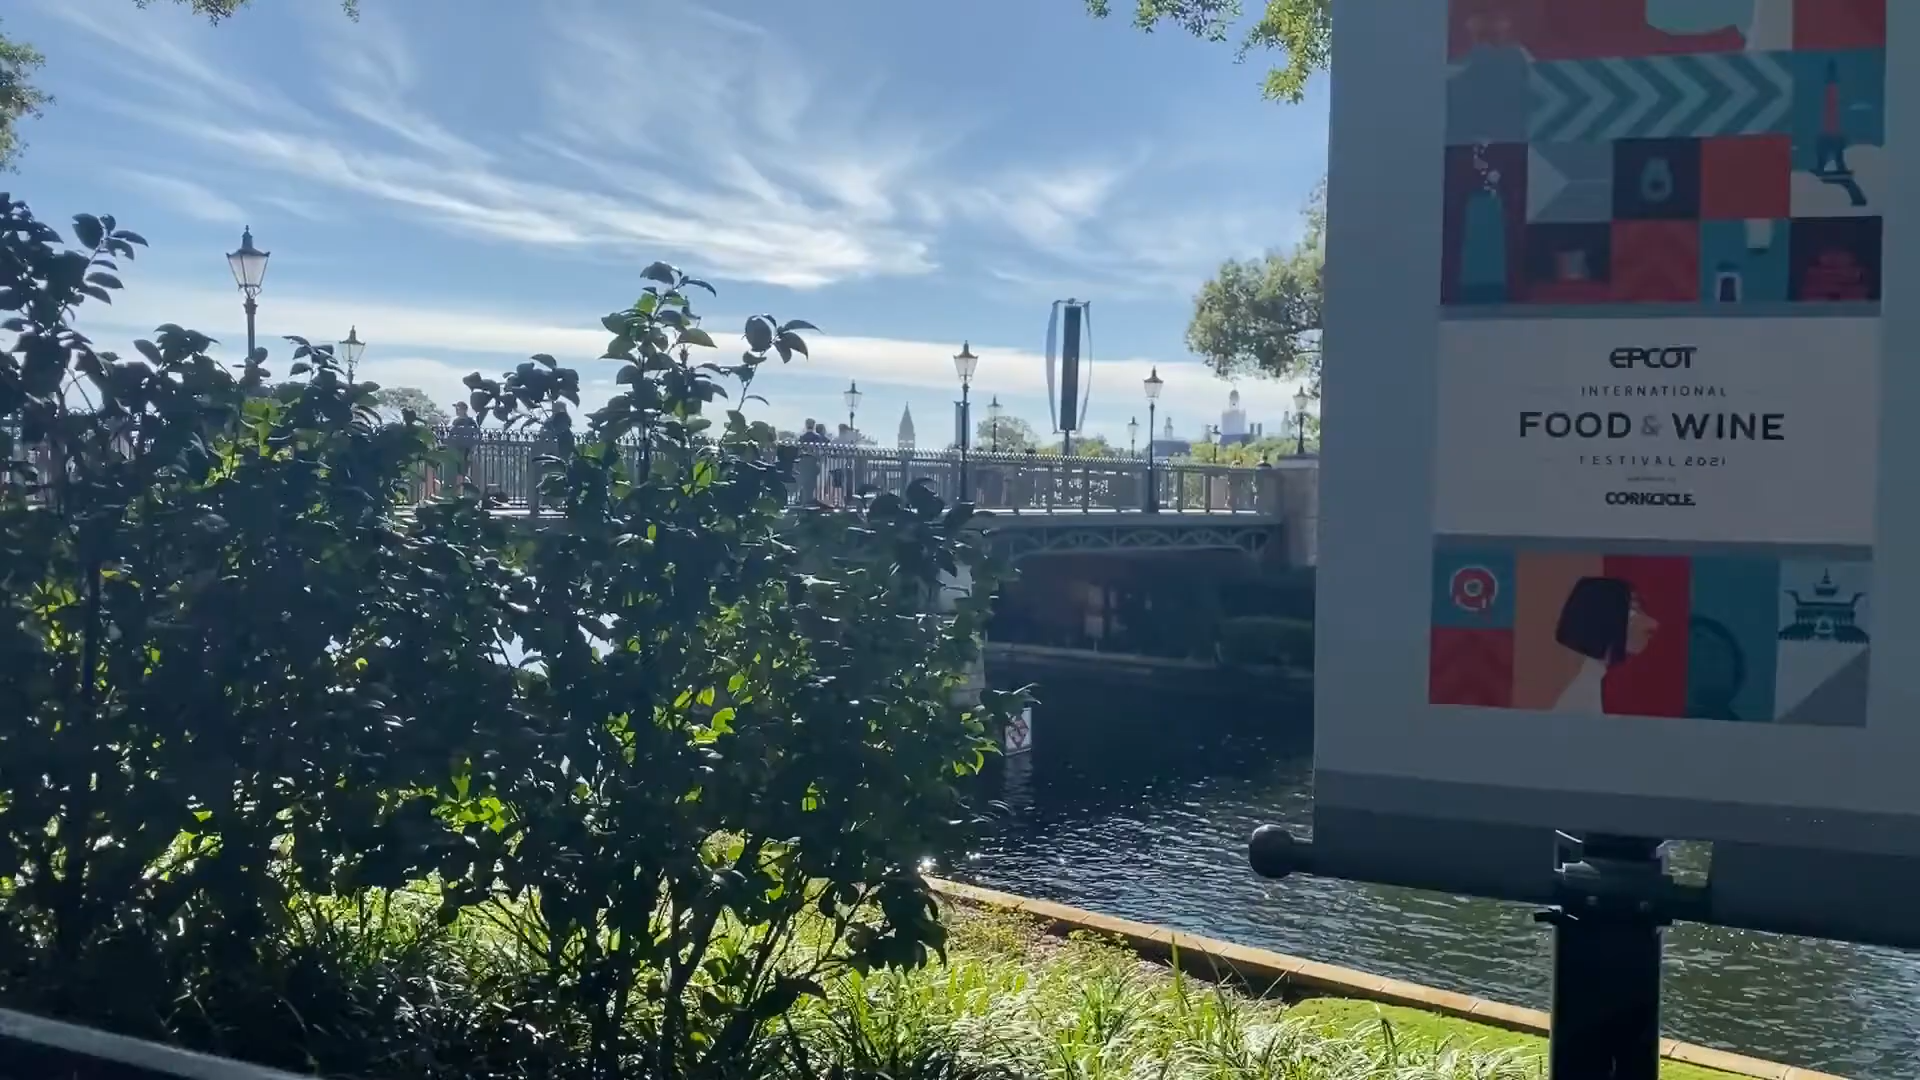 EPCOT
INTERNATIONAL
FOOD & WINE
FESTIVAL 2021
CORKCICLE.